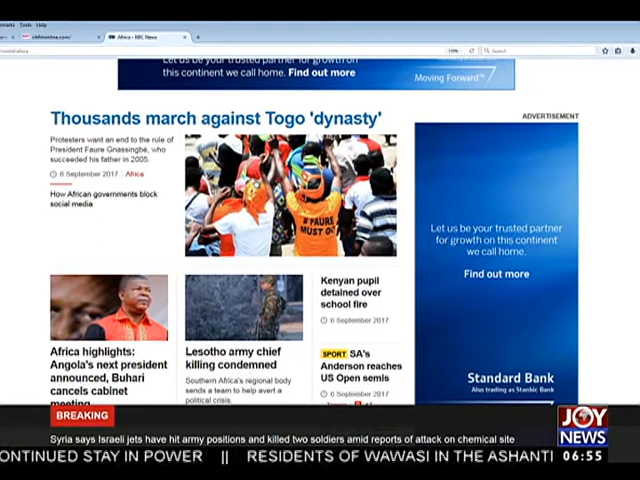 Tools Help
Africa - BBC News
Search
Let us be your trusted partner for growth on
this continent we call home. Find out more
Moving Forward™
Thousands march against Togo 'dynasty'
ADVERTISEMENT
Protesters want an end to the rule of
President Faure Gnassingbé, who
succeeded his father in 2005.
6 September 2017 Africa
How African governments block
social media
# FAURE
MUST GO
Let us be your trusted partner
for growth on this continent
we call home.
Find out more
Standard Bank
Also trading as Stanbic Bank
Africa highlights:
Angola's next president
announced, Buhari
cancels cabinet
meeting
Lesotho army chief
killing condemned
Southern Africa's regional body
sends a team to help avert a
political crisis.
Kenyan pupil
detained over
school fire
6 September 2017
SPORT SA's
Anderson reaches
US Open semis
6 September 2017
BREAKING
Syria says Israeli jets have hit army positions and killed two soldiers amid reports of attack on chemical site
JOY
NEWS
ONTINUED STAY IN POWER || RESIDENTS OF WAWASI IN THE ASHANTI
06:55